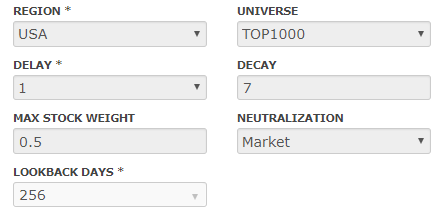 REGION * UNIVERSE
USA TOP1000
DELAY * DECAY
1 7
MAX STOCK WEIGHT NEUTRALIZATION
0.5 Market
LOOKBACK DAYS *
256